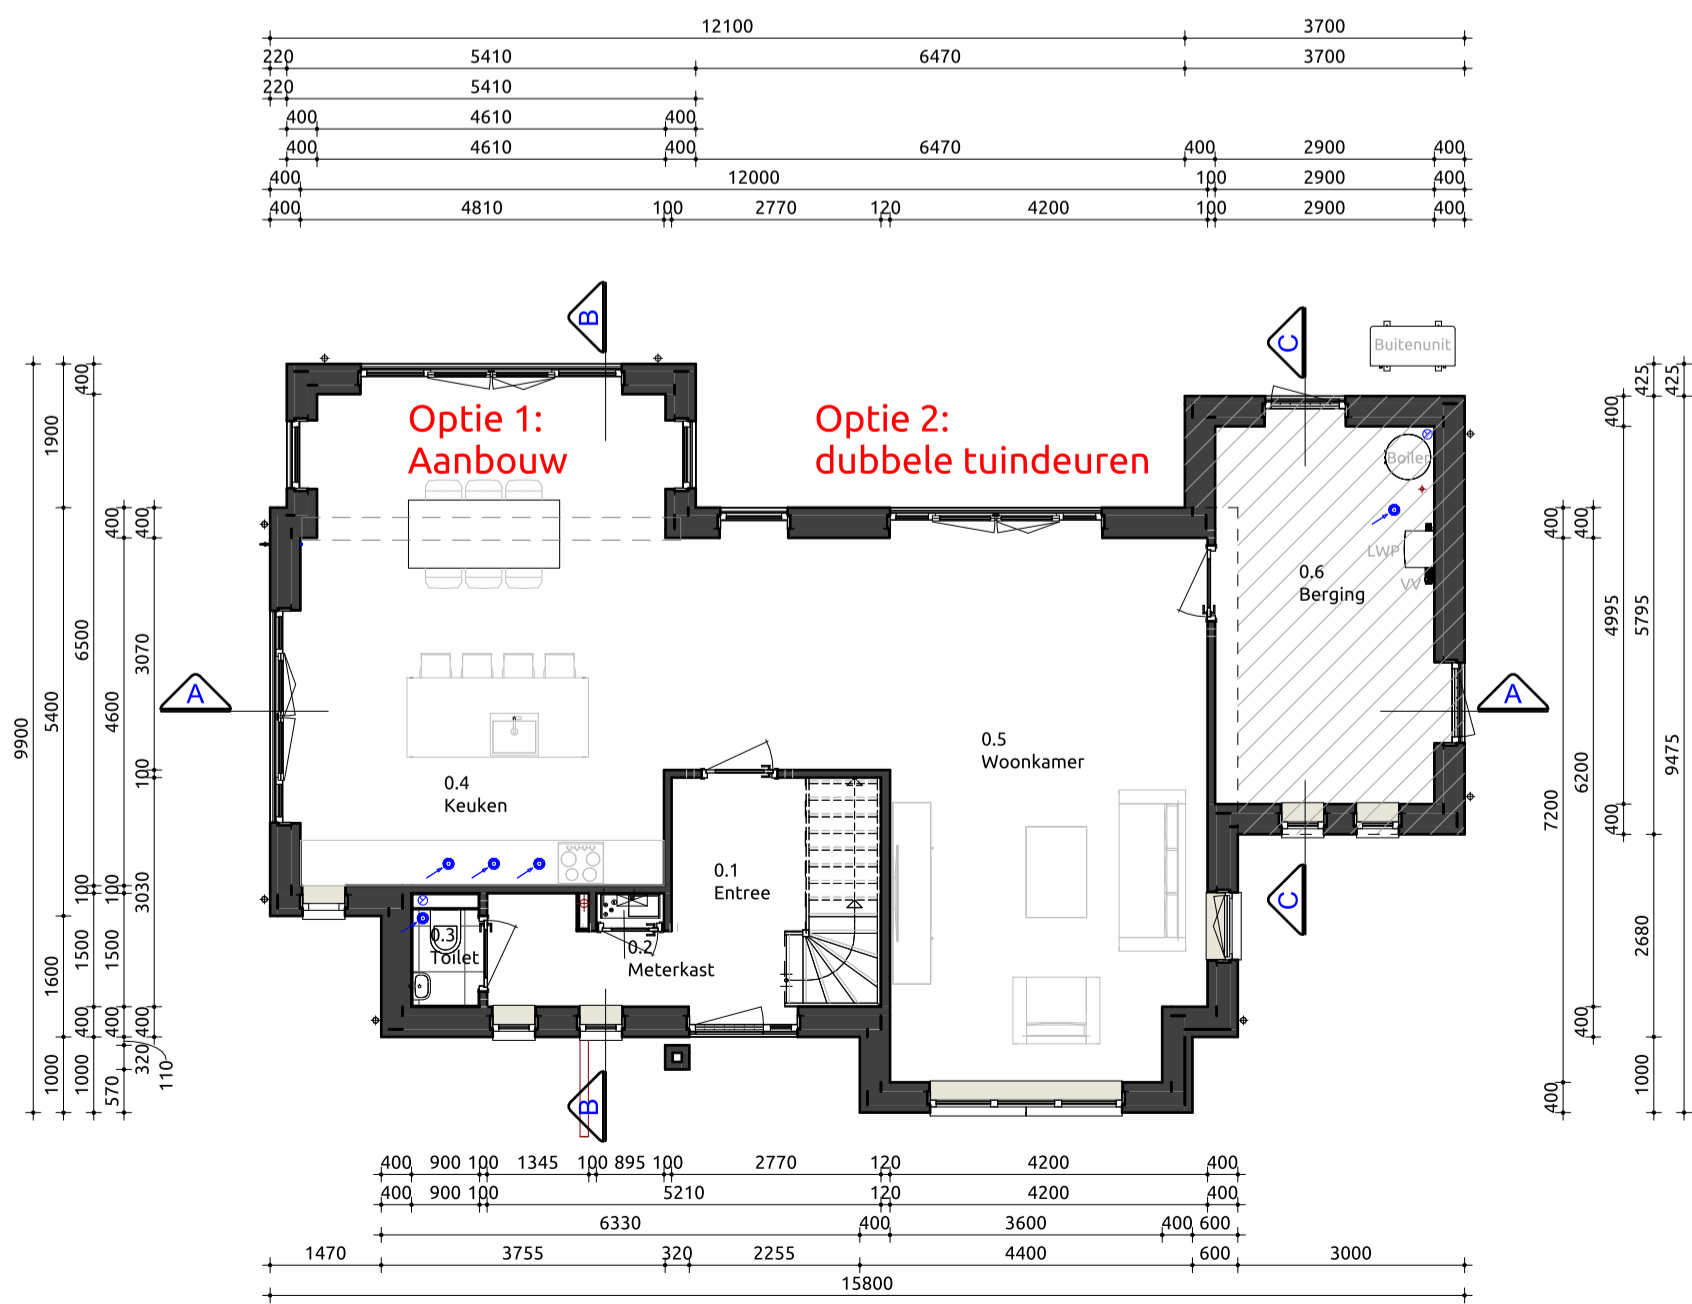 12100 3700
220 5410 6470 3700
220 5410
400 4610 400
400 4610 400 6470 400 2900 400
400 12000 100 2900 400
400 4810 100 2770 120 4200 100 2900 400
B
C
Buitenunit
Optie 1:
Aanbouw
Optie 2:
dubbele tuindeuren
Boiler
LWP
VV
0.6
Berging
A
A
0.5
Woonkamer
0.4
Keuken
0.1
Entree
0.3
Toilet
0.2
Meterkast
C
B
9900
1900 5400 1600 1000
400 6500 100 1500 400 1000
400 4600 100 1500 400 320 570
400 3070 100 3030 400 110
7200 400
400 6200 400
400 4995 400
425 5795 2680 1000
425 9475
400
400 900 100 1345 100 895 100 2770 120 4200 400
400 900 100 5210 120 4200 400
6330 400 3600 400 600
1470 3755 320 2255 4400 600 3000
15800